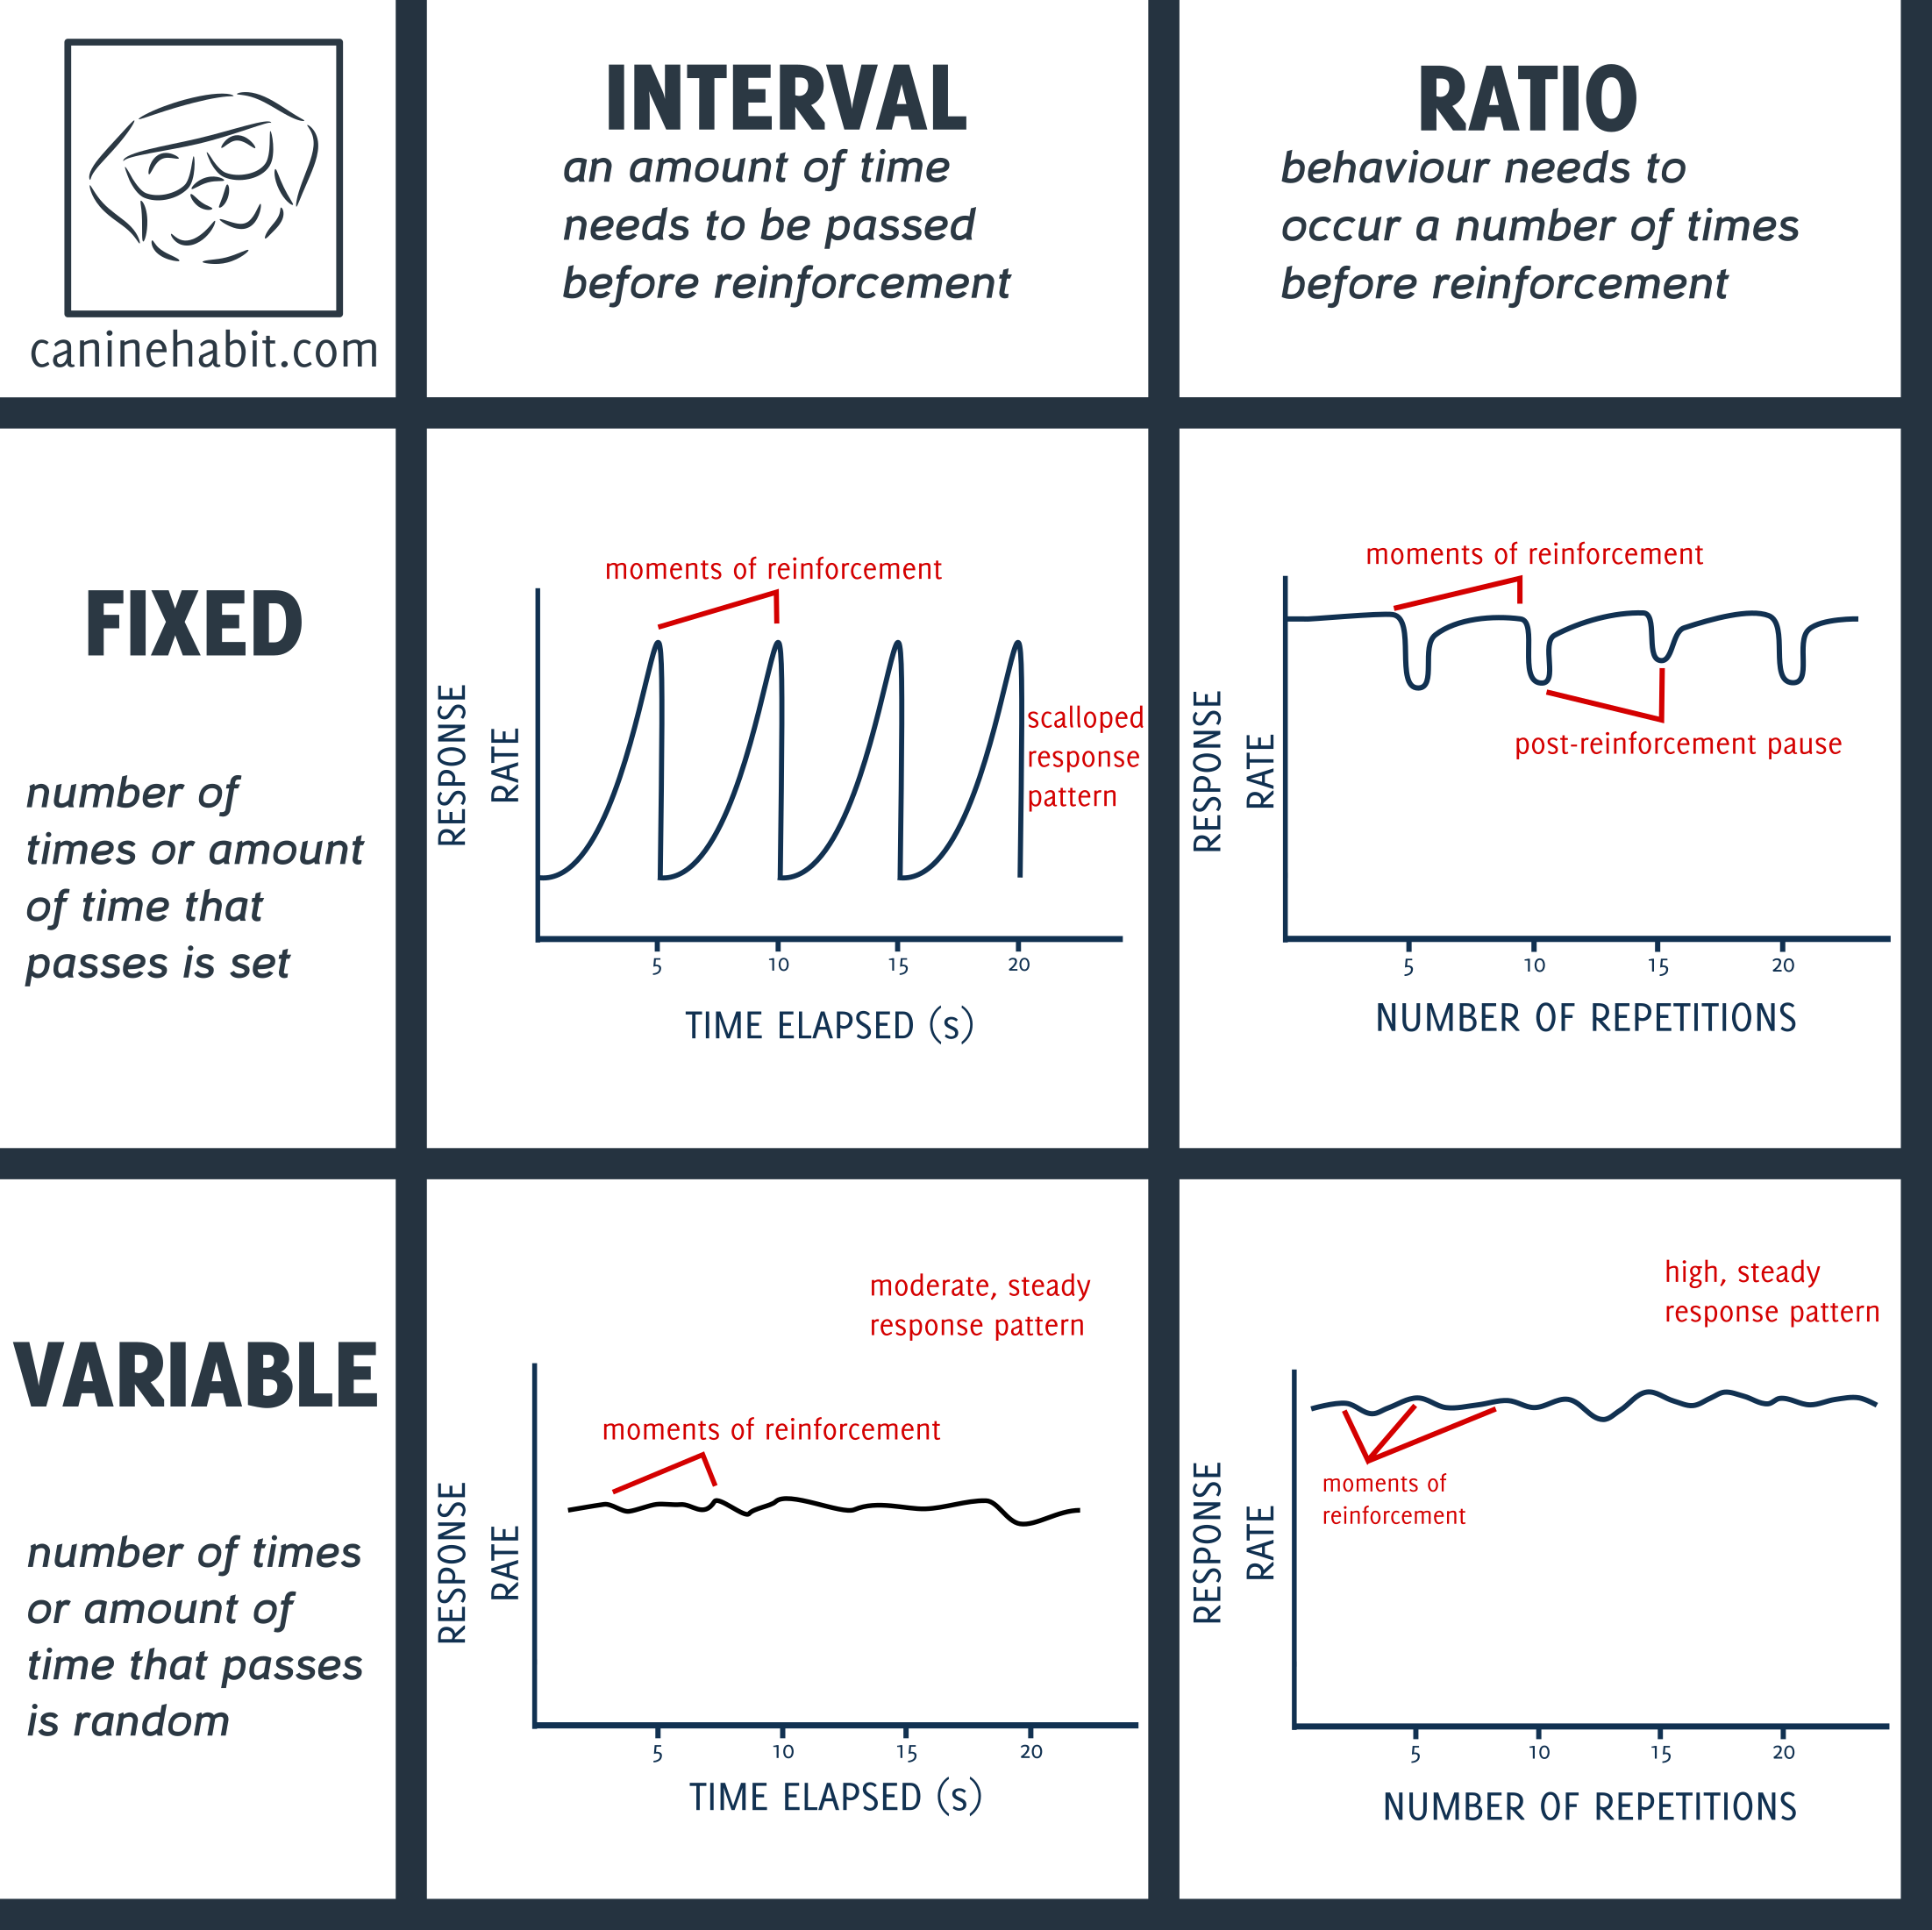 caninehabit.com
INTERVAL
an amount of time
needs to be passed
before reinforcement
RATIO
behaviour needs to
occur a number of times
before reinforcement
FIXED
number of
times or amount
of time that
passes is set
moments of reinforcement
scalloped
response
pattern
RESPONSE
RATE
5 10 15 20
TIME ELAPSED (s)
moments of reinforcement
post-reinforcement pause
RESPONSE
RATE
5 10 15 20
NUMBER OF REPETITIONS
VARIABLE
number of times
or amount of
time that passes
is random
moderate, steady
response pattern
moments of reinforcement
RESPONSE
RATE
5 10 15 20
TIME ELAPSED (s)
high, steady
response pattern
moments of
reinforcement
RESPONSE
RATE
5 10 15 20
NUMBER OF REPETITIONS